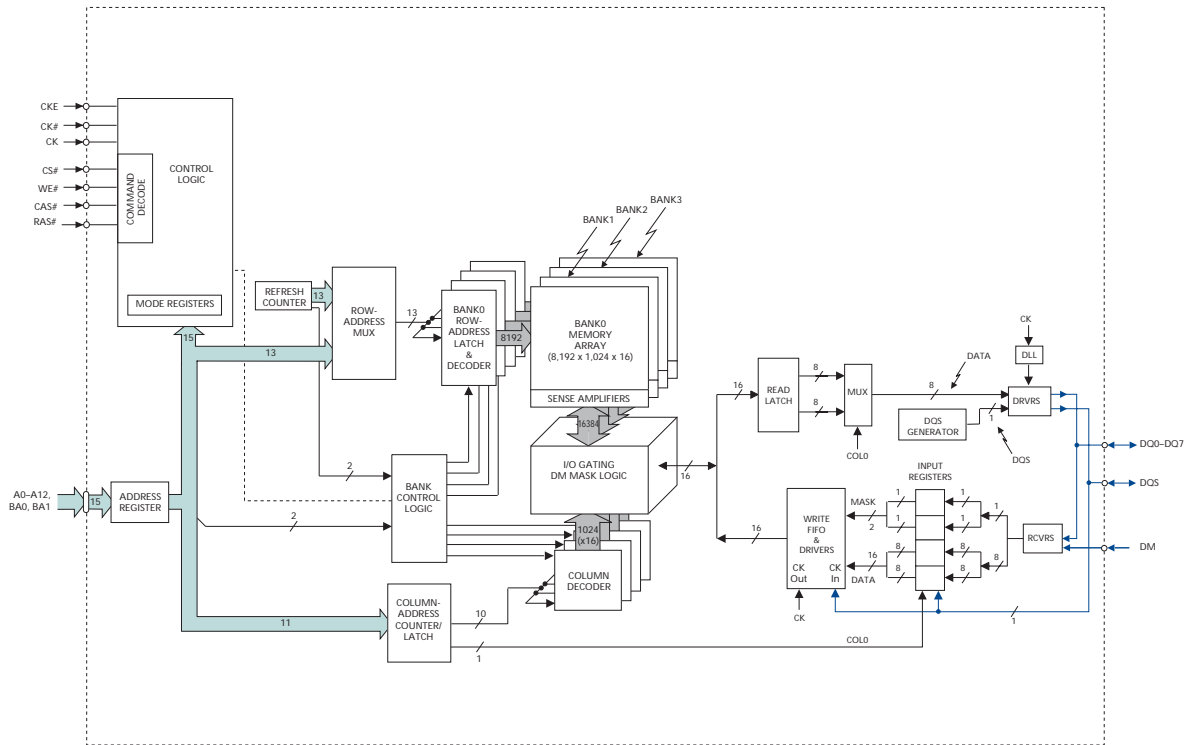 CKE
CK#
CK
CS#
WE#
CAS#
RAS#
COMMAND
DECODE
CONTROL
LOGIC
MODE REGISTERS
15
REFRESH
COUNTER
13
13
ROW-
ADDRESS
MUX
13
BANK0
ROW-
ADDRESS
LATCH
&
DECODER
8192
BANK1
BANK2
BANK3
BANK0
MEMORY
ARRAY
(8,192 x 1,024 x 16)
SENSE AMPLIFIERS
16384
I/O GATING
DM MASK LOGIC
16
1024
(x16)
COLUMN
DECODER
2
2
BANK
CONTROL
LOGIC
A0–A12,
BA0, BA1
15
ADDRESS
REGISTER
11
COLUMN-
ADDRESS
COUNTER/
LATCH
10
1
COL0
16
READ
LATCH
8
8
MUX
COL0
8
DATA
DQS
GENERATOR
1
DQS
CK
DLL
DRVRS
DQ0–DQ7
DQS
DM
INPUT
REGISTERS
16
WRITE
FIFO
&
DRIVERS
CK
Out
CK
In
CK
MASK
2
16
DATA
1
1
8
8
1
1
8
8
1
8
RCVRS
1